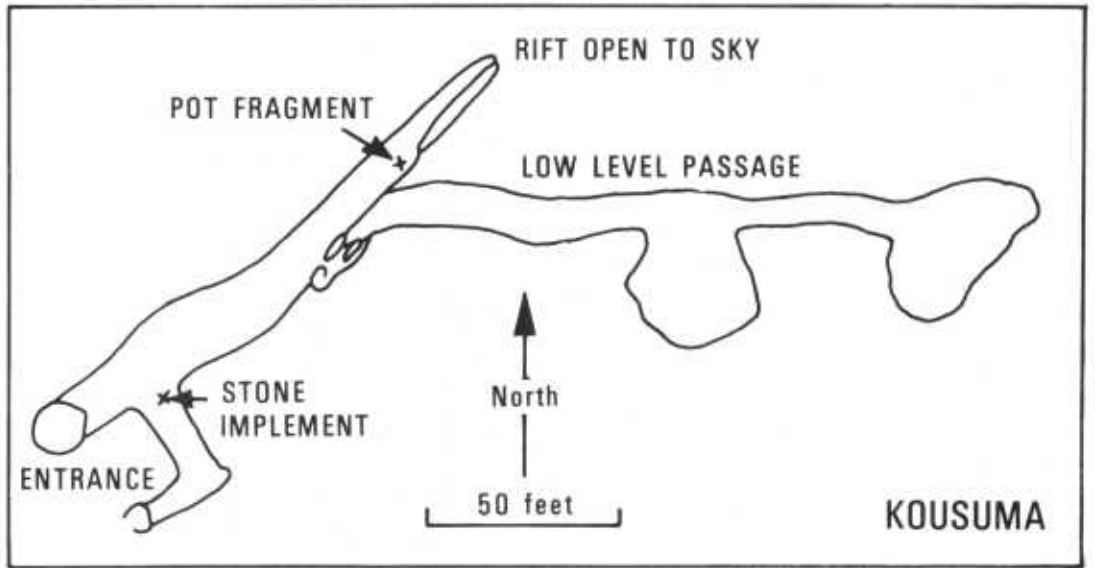 RIFT OPEN TO SKY
POT FRAGMENT
LOW LEVEL PASSAGE
STONE
IMPLEMENT
North
ENTRANCE
50 feet
KOUSUMA